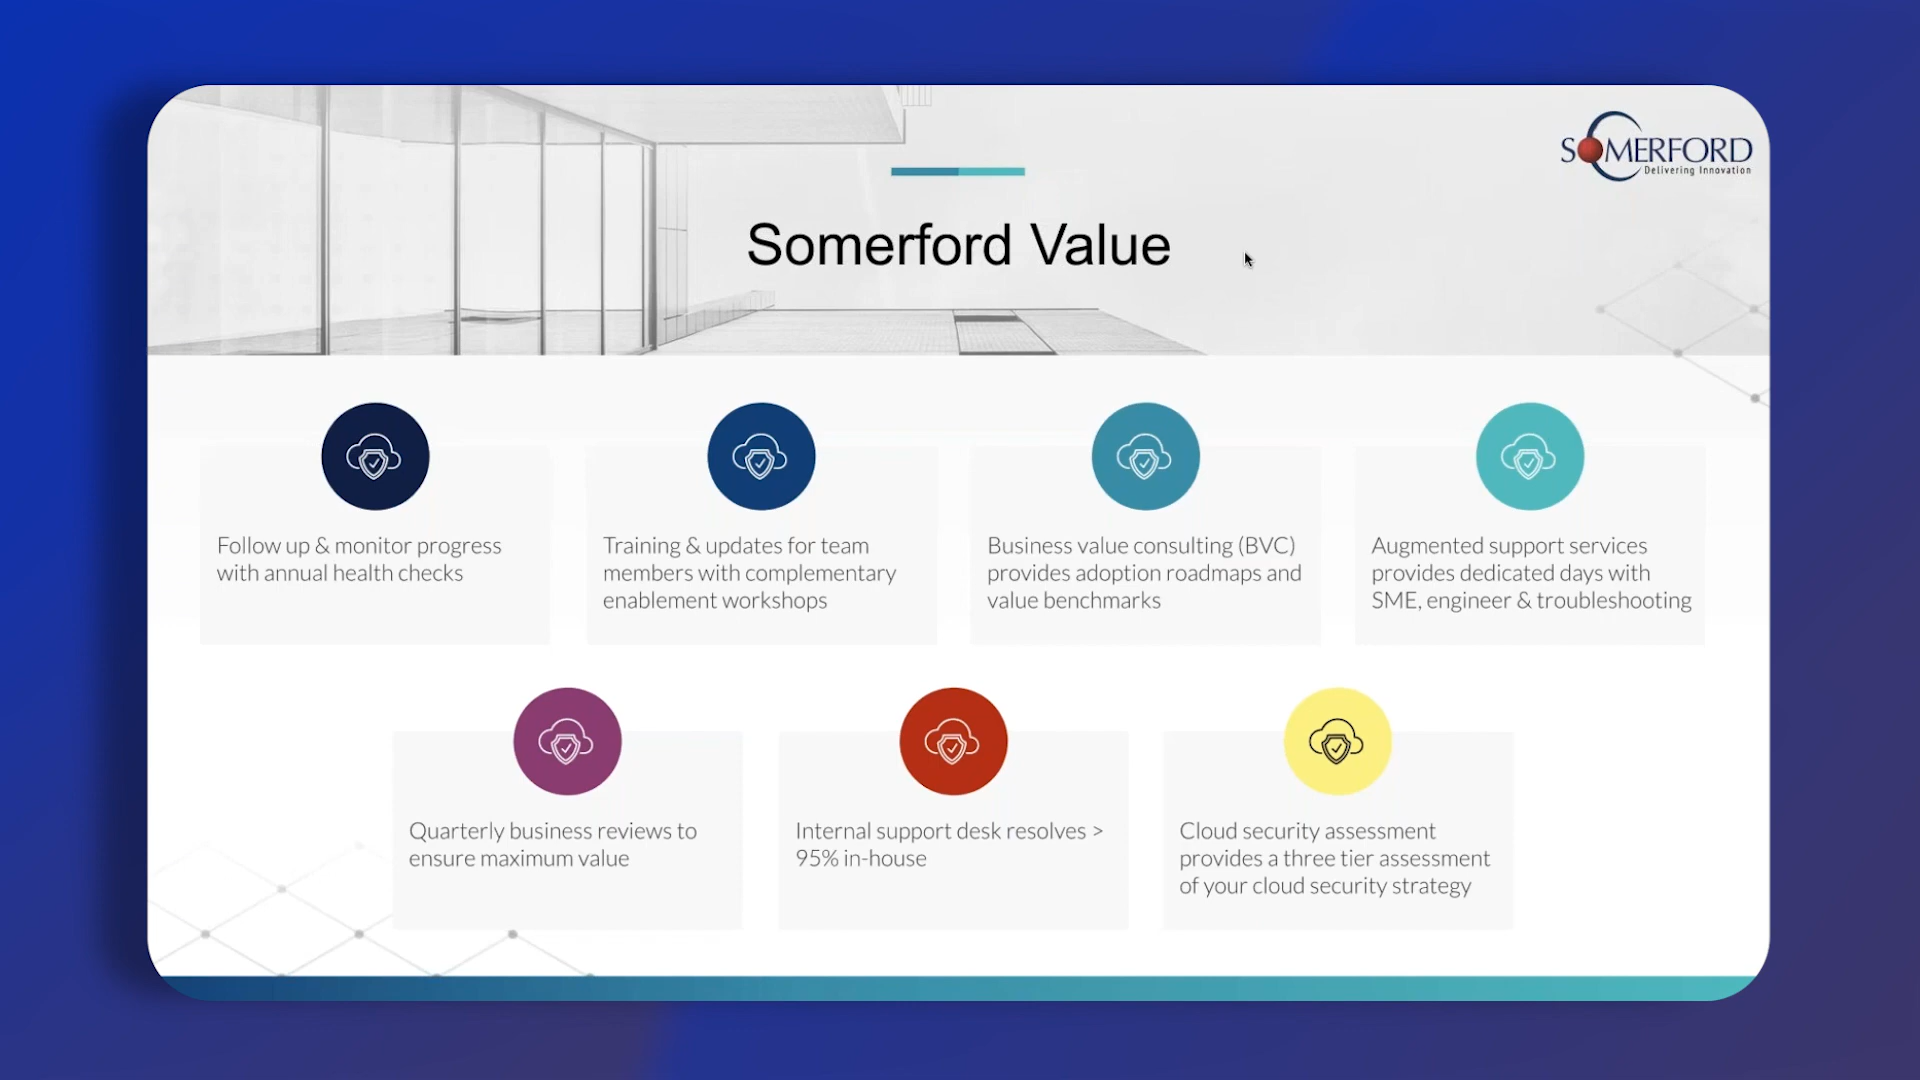 SOMERFORD
Delivering Innovation
Somerford Value
Follow up & monitor progress
with annual health checks
Training & updates for team
members with complementary
enablement workshops
Business value consulting (BVC)
provides adoption roadmaps and
value benchmarks
Augmented support services
provides dedicated days with
SME, engineer & troubleshooting
Quarterly business reviews to
ensure maximum value
Internal support desk resolves >
95% in-house
Cloud security assessment
provides a three tier assessment
of your cloud security strategy